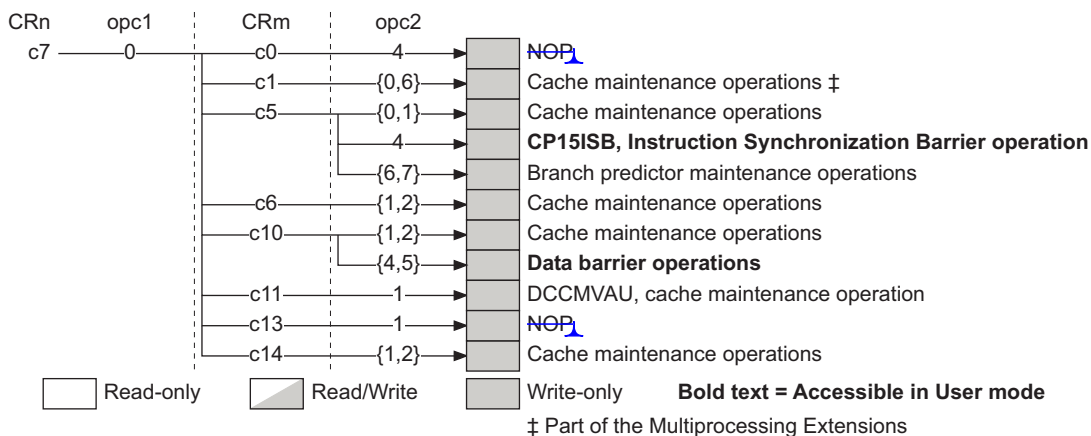 CRn opc1 CRm opc2
c7 0 c0 4 NOP
c1 {0,6} Cache maintenance operations ‡
c5 {0,1} Cache maintenance operations
4 CP15ISB, Instruction Synchronization Barrier operation
{6,7} Branch predictor maintenance operations
c6 {1,2} Cache maintenance operations
c10 {1,2} Cache maintenance operations
{4,5} Data barrier operations
c11 1 DCCMVAU, cache maintenance operation
c13 1 NOP
c14 {1,2} Cache maintenance operations
Read-only Read/Write Write-only Bold text = Accessible in User mode
‡ Part of the Multiprocessing Extensions